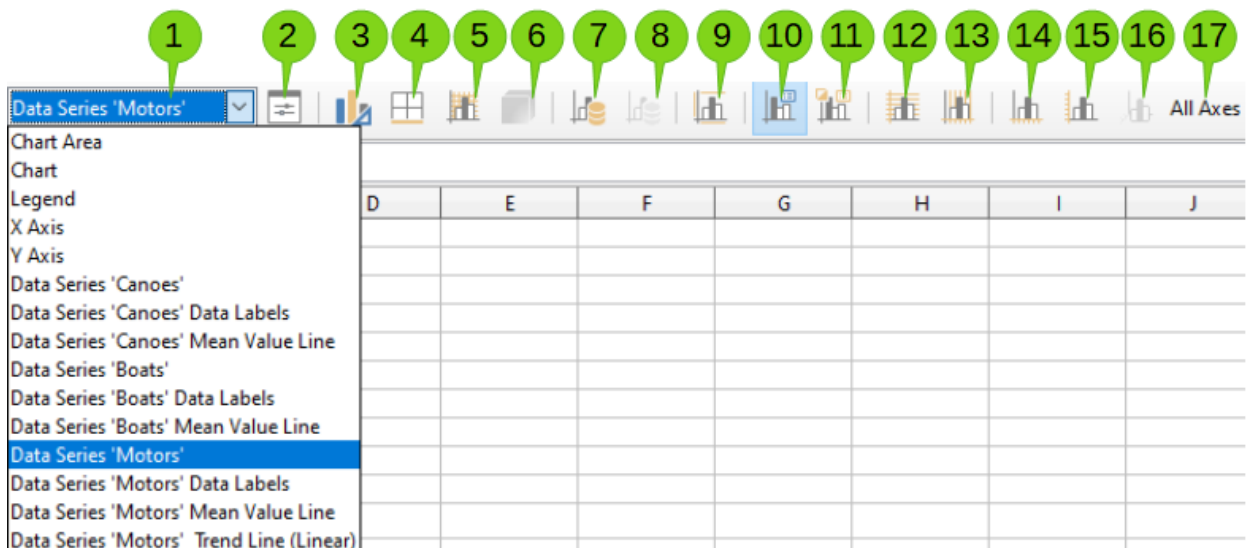 1 2 3 4 5 6 7 8 9 10 11 12 13 14 15 16 17
Data Series 'Motors' All Axes
Chart Area
Chart
Legend
D E F G H I J
X Axis
Y Axis
Data Series 'Canoes'
Data Series 'Canoes' Data Labels
Data Series 'Canoes' Mean Value Line
Data Series 'Boats'
Data Series 'Boats' Data Labels
Data Series 'Boats' Mean Value Line
Data Series 'Motors'
Data Series 'Motors' Data Labels
Data Series 'Motors' Mean Value Line
Data Series 'Motors' Trend Line (Linear)